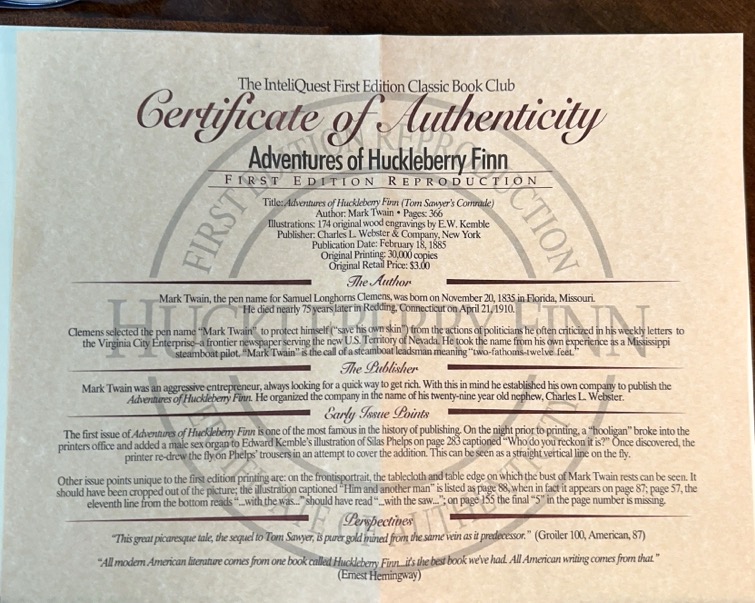 The InteliQuest First Edition Classic Book Club
Certificate of Authenticity
Adventures of Huckleberry Finn
FIRST EDITION REPRODUCTION
Title: Adventures of Huckleberry Finn (Tom Sawyer's Comrade)
Author: Mark Twain • Pages: 366
Illustrations: 174 original wood engravings by E.W. Kemble
Publisher: Charles L. Webster & Company, New York
Publication Date: February 18, 1885
Original Printing: 30,000 copies
Original Retail Price: $3.00
The Author
Mark Twain, the pen name for Samuel Longhorns Clemens, was born on November 20, 1835 in Florida, Missouri.
He died nearly 75 years later in Redding, Connecticut on April 21, 1910.
Clemens selected the pen name "Mark Twain" to protect himself ("save his own skin") from the actions of politicians he often criticized in his weekly letters to
the Virginia City Enterprise–a frontier newspaper serving the new U.S. Territory of Nevada. He took the name from his own experience as a Mississippi
steamboat pilot. "Mark Twain" is the call of a steamboat leadsman meaning "two-fathoms-twelve feet."
The Publisher
Mark Twain was an aggressive entrepreneur, always looking for a quick way to get rich. With this in mind he established his own company to publish the
Adventures of Huckleberry Finn. He organized the company in the name of his twenty-nine year old nephew, Charles L. Webster.
Early Issue Points
The first issue of Adventures of Huckleberry Finn is one of the most famous in the history of publishing. On the night prior to printing, a "hooligan" broke into the
printers office and added a male sex organ to Edward Kemble's illustration of Silas Phelps on page 283 captioned "Who do you reckon it is?" Once discovered, the
printer re-drew the fly on Phelps' trousers in an attempt to cover the addition. This can be seen as a straight vertical line on the fly.
Other issue points unique to the first edition printing are: on the frontisportrait, the tablecloth and table edge on which the bust of Mark Twain rests can be seen. It
should have been cropped out of the picture; the illustration captioned "Him and another man" is listed as page 88, when in fact it appears on page 87; page 57, the
eleventh line from the bottom reads "...with the was..." should have read "...with the saw..."; on page 155 the final "5" in the page number is missing.
Perspectives
"This great picaresque tale, the sequel to Tom Sawyer, is purer gold mined from the same vein as it predecessor." (Groiler 100, American, 87)
"All modern American literature comes from one book called Huckleberry Finn...it's the best book we've had. All American writing comes from that."
(Ernest Hemingway)
FIRST EDITION REPRODUCTION
HUCKLEBERRY FINN
CERTIFICATE OF AUTHENTICITY